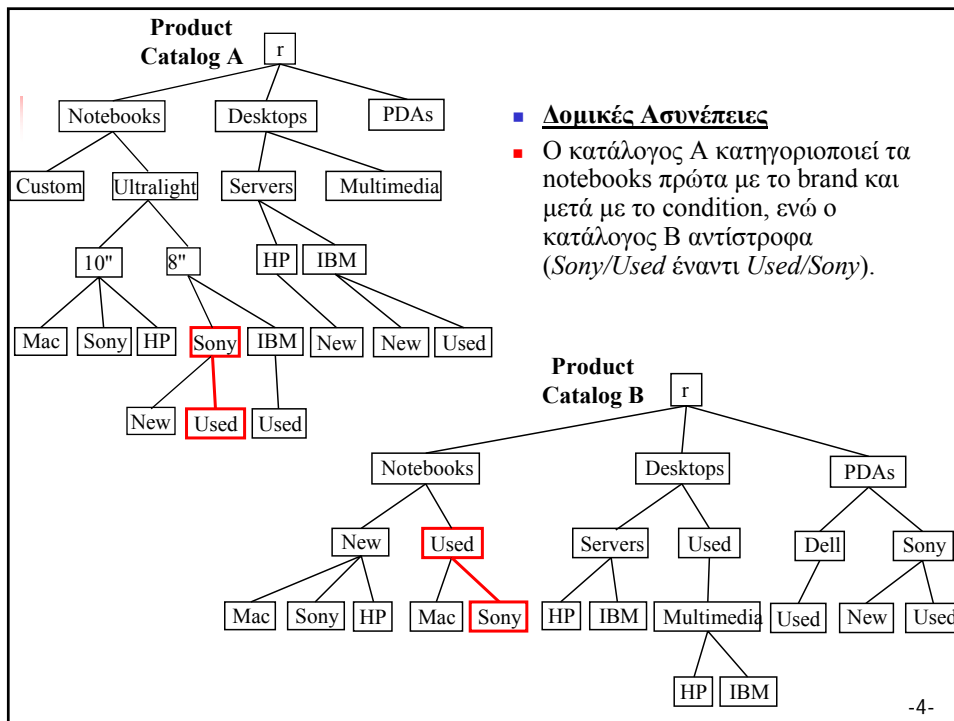 Product
Catalog A
r
Notebooks
Desktops
PDAs
Custom
Ultralight
Servers
Multimedia
10"
8"
HP
IBM
Mac
Sony
HP
Sony
IBM
New
New
Used
New
Used
Used
Δομικές Ασυνέπειες
Ο κατάλογος Α κατηγοριοποιεί τα
notebooks πρώτα με το brand και
μετά με το condition, ενώ ο
κατάλογος Β αντίστροφα
(Sony/Used έναντι Used/Sony).
Product
Catalog B
r
Notebooks
Desktops
PDAs
New
Used
Servers
Used
Dell
Sony
Mac
Sony
HP
Mac
Sony
HP
IBM
Multimedia
Used
New
Used
HP
IBM
-4-